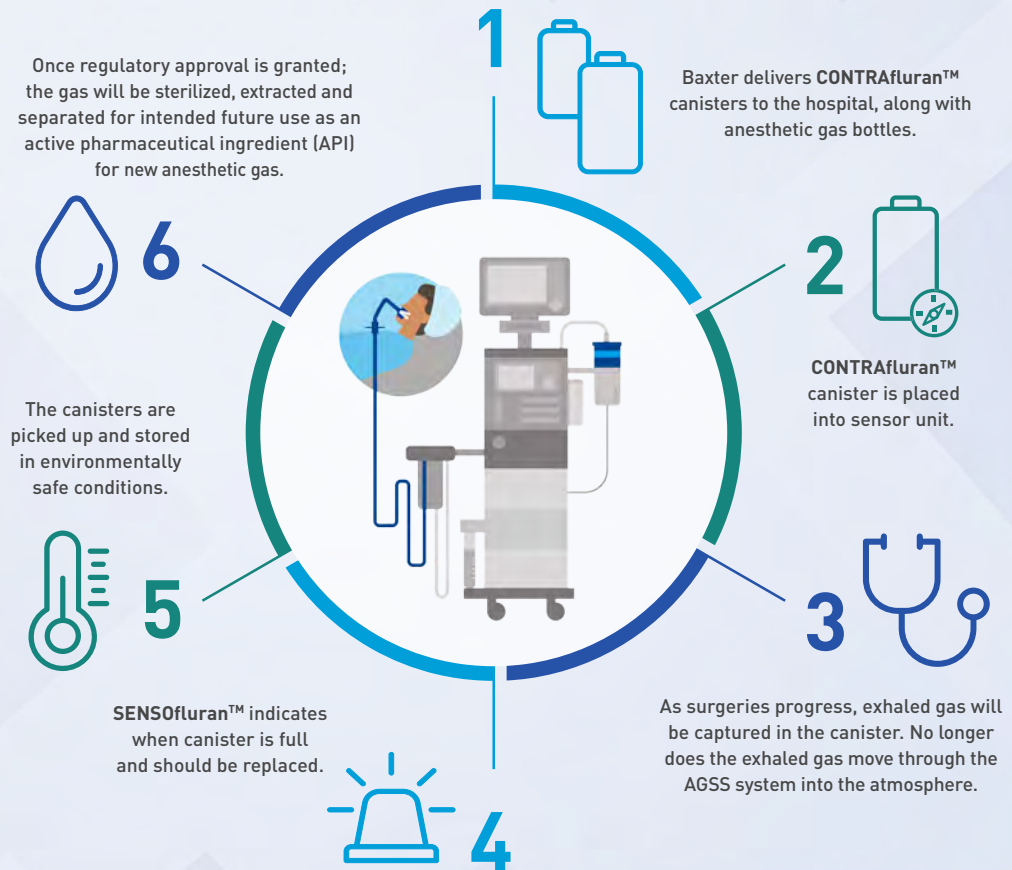 1
Baxter delivers CONTRAfluran™
canisters to the hospital, along with
anesthetic gas bottles.
2
CONTRAfluran™
canister is placed
into sensor unit.
3
As surgeries progress, exhaled gas will
be captured in the canister. No longer
does the exhaled gas move through the
AGSS system into the atmosphere.
4
SENSOfluran™ indicates
when canister is full
and should be replaced.
5
The canisters are
picked up and stored
in environmentally
safe conditions.
6
Once regulatory approval is granted;
the gas will be sterilized, extracted and
separated for intended future use as an
active pharmaceutical ingredient (API)
for new anesthetic gas.